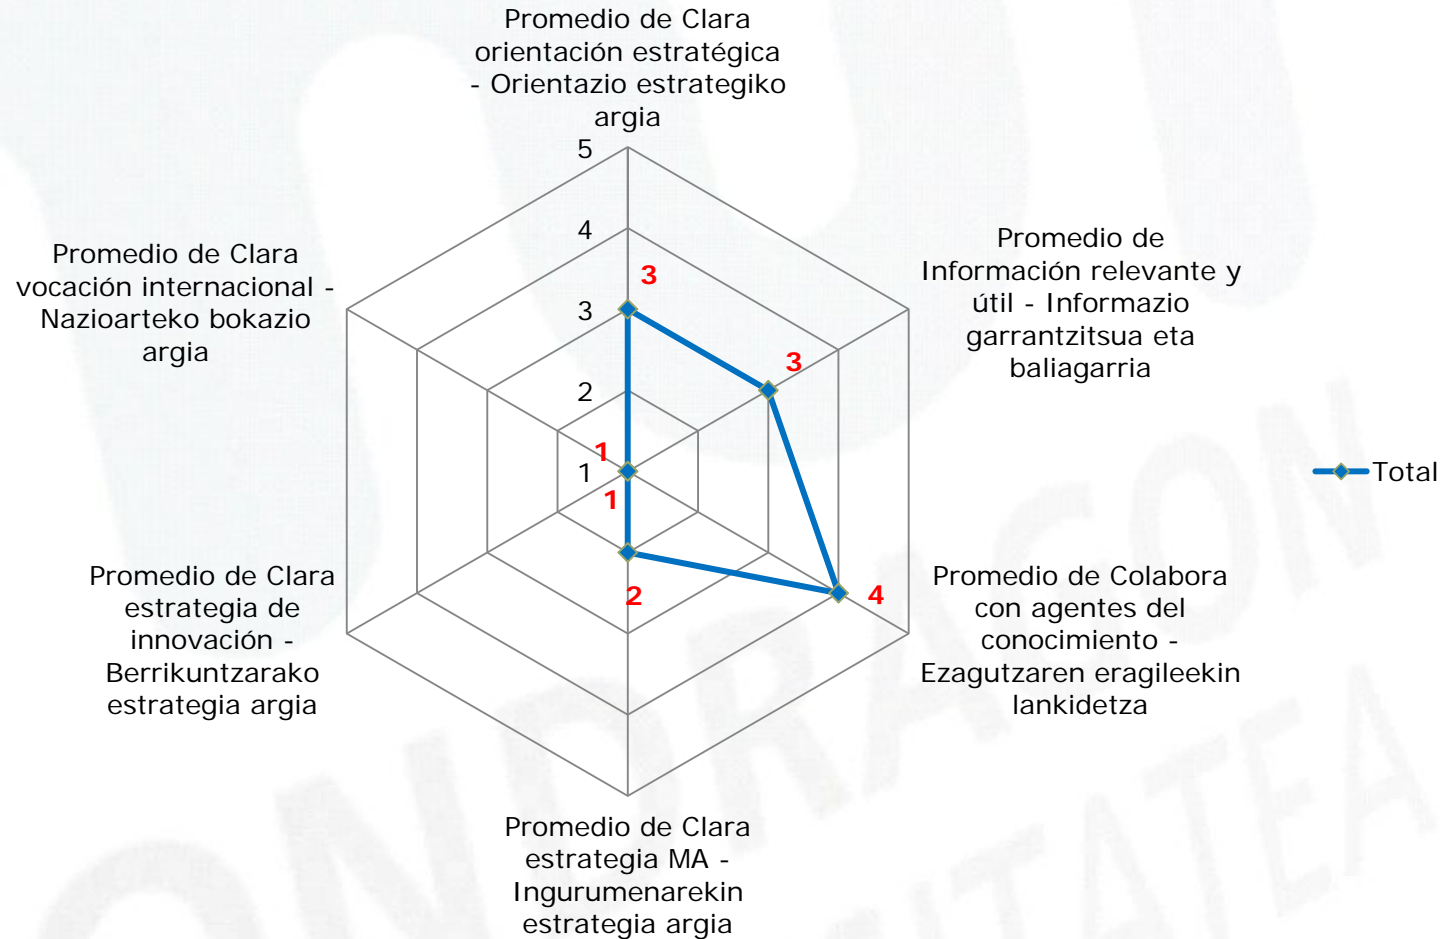 Promedio de Clara
orientación estratégica
- Orientazio estrategiko
argia
5
4
3
2
1
3
3
4
2
1
1
Promedio de
Información relevante y
útil - Informazio
garrantzitsua eta
baliagarria
Promedio de Colabora
con agentes del
conocimiento -
Ezagutzaren eragileekin
lankidetza
Promedio de Clara
estrategia MA -
Ingurumenarekin
estrategia argia
Promedio de Clara
estrategia de
innovación -
Berrikuntzarako
estrategia argia
Promedio de Clara
vocación internacional -
Nazioarteko bokazio
argia
Total
ONDRAGON
ITATEA